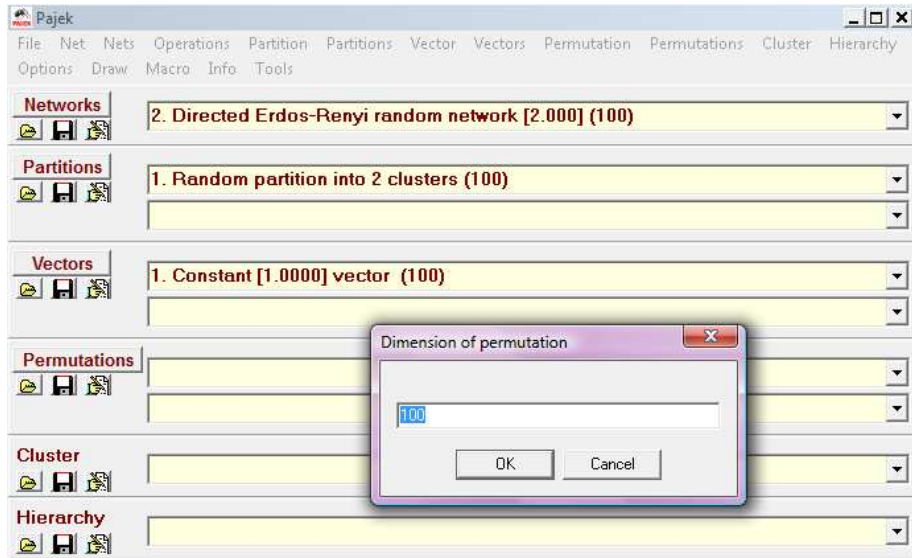 Pajek
File Net Nets Operations Partition Partitions Vector Vectors Permutation Permutations Cluster Hierarchy
Options Draw Macro Info Tools
Networks
2. Directed Erdos-Renyi random network [2.000] (100)
Partitions
1. Random partition into 2 clusters (100)
Vectors
1. Constant [1.0000] vector (100)
Dimension of permutation
Permutations
100
OK Cancel
Cluster
Hierarchy